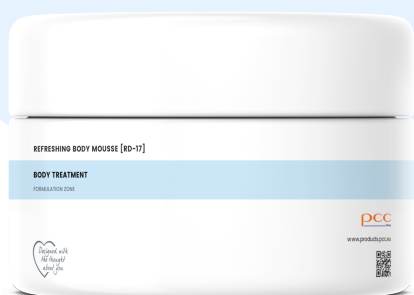 REFRESHING BODY MOUSSE [RD-17]
BODY TREATMENT
FORMULATION ZONE
pcc
www.products.pcc.eu
Designed with
the thought
about you